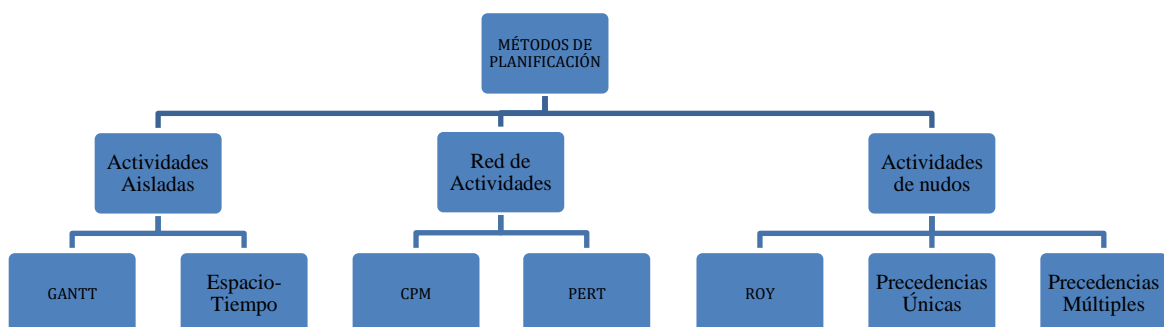 MÉTODOS DE
PLANIFICACIÓN
Actividades
Aisladas
Red de
Actividades
Actividades
de nudos
GANTT
Espacio-
Tiempo
CPM
PERT
ROY
Precedencias
Únicas
Precedencias
Múltiples